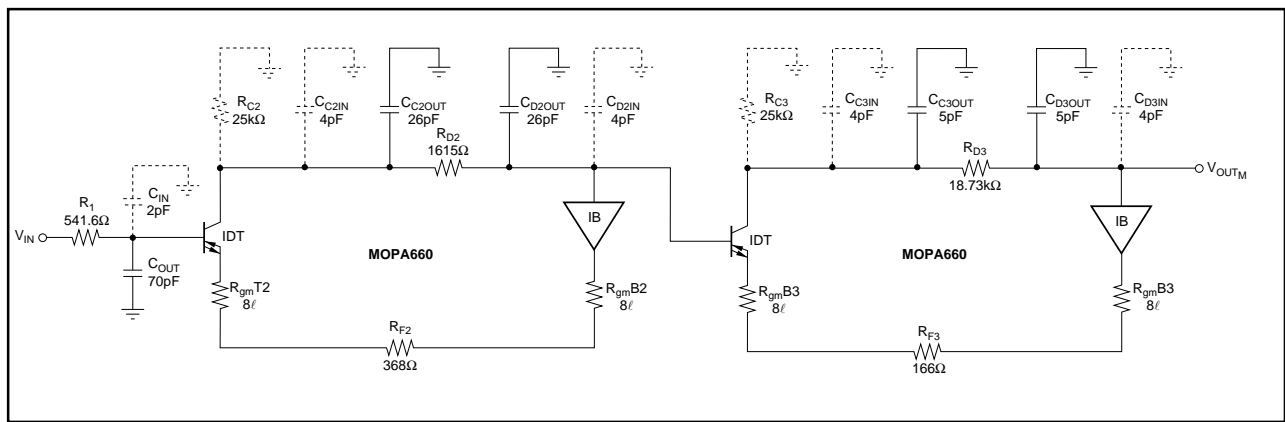 R_C2
25kΩ
C_C2IN
4pF
C_C2OUT
26pF
C_D2OUT
26pF
C_D2IN
4pF
R_D2
1615Ω
R_C3
25kΩ
C_C3IN
4pF
C_C3OUT
5pF
C_D3OUT
5pF
C_D3IN
4pF
R_D3
18.73kΩ
V_OUT_M
C_IN
2pF
R_1
541.6Ω
V_IN
C_OUT
70pF
IDT
MOPA660
IB
R_gmT2
8ℓ
R_gmB2
8ℓ
R_F2
368Ω
IDT
MOPA660
IB
R_gmB3
8ℓ
R_gmB3
8ℓ
R_F3
166Ω